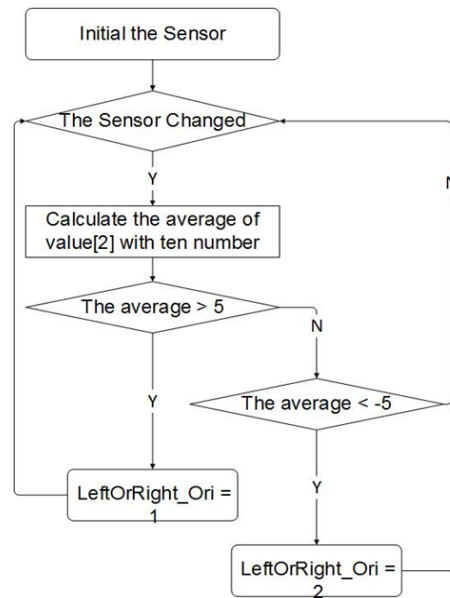 Initial the Sensor
The Sensor Changed
Y
N
Calculate the average of
value[2] with ten number
The average > 5
N
Y
The average < -5
Y
LeftOrRight_Ori =
1
LeftOrRight_Ori =
2